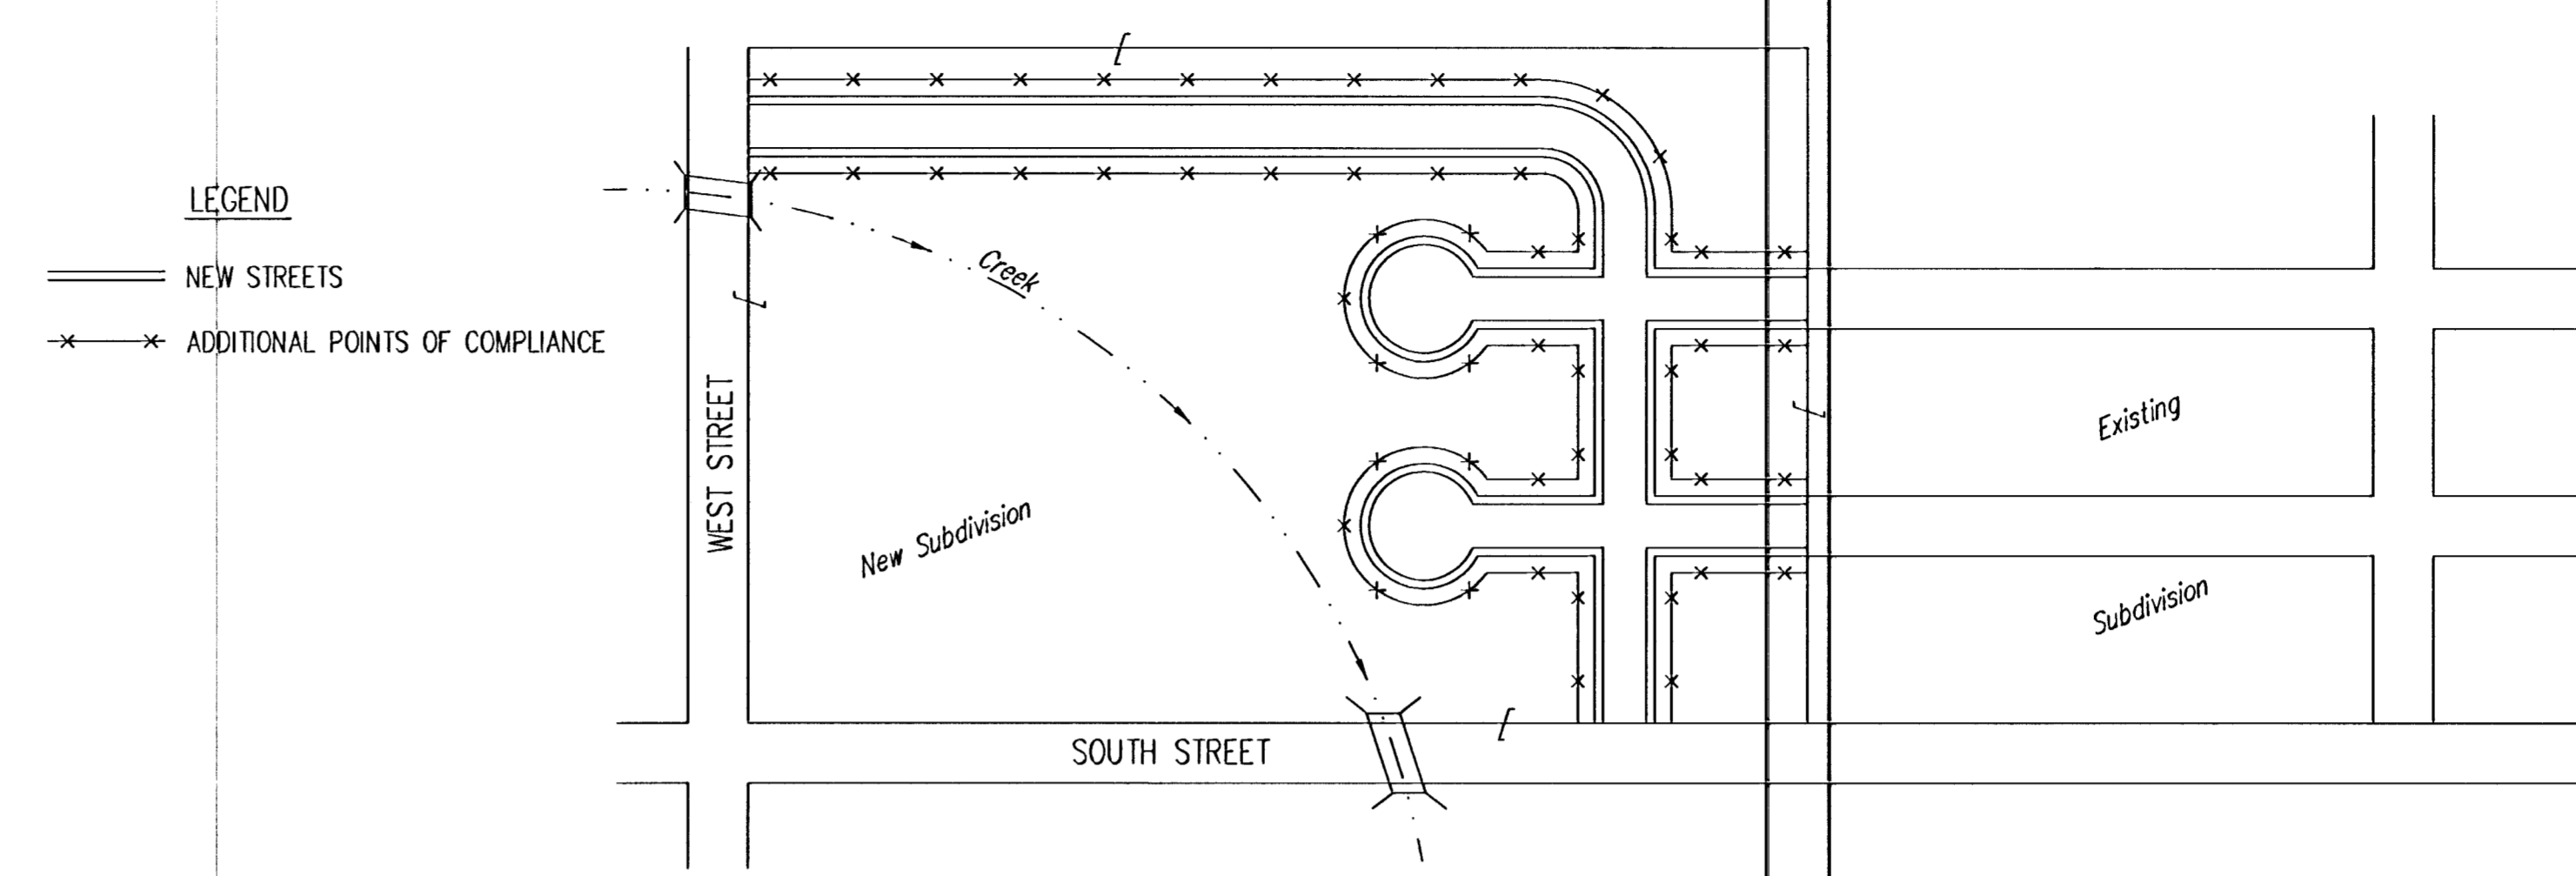 LEGEND
NEW STREETS
ADDITIONAL POINTS OF COMPLIANCE
WEST STREET
Creek
New Subdivision
SOUTH STREET
Existing
Subdivision